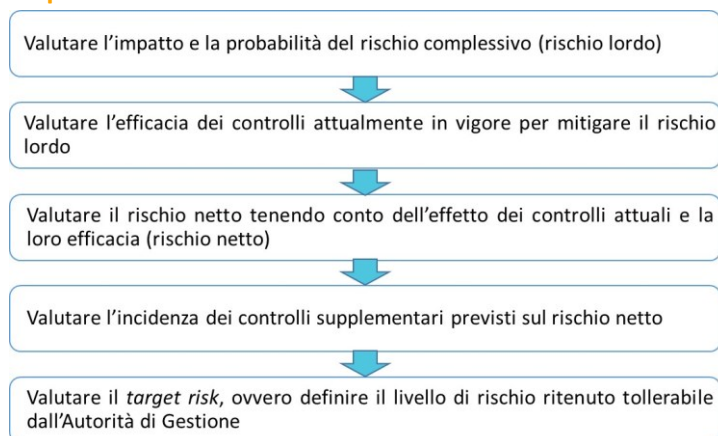 Valutare l'impatto e la probabilità del rischio complessivo (rischio lordo)
Valutare l'efficacia dei controlli attualmente in vigore per mitigare il rischio
lordo
Valutare il rischio netto tenendo conto dell'effetto dei controlli attuali e la
loro efficacia (rischio netto)
Valutare l'incidenza dei controlli supplementari previsti sul rischio netto
Valutare il target risk, ovvero definire il livello di rischio ritenuto tollerabile
dall'Autorità di Gestione